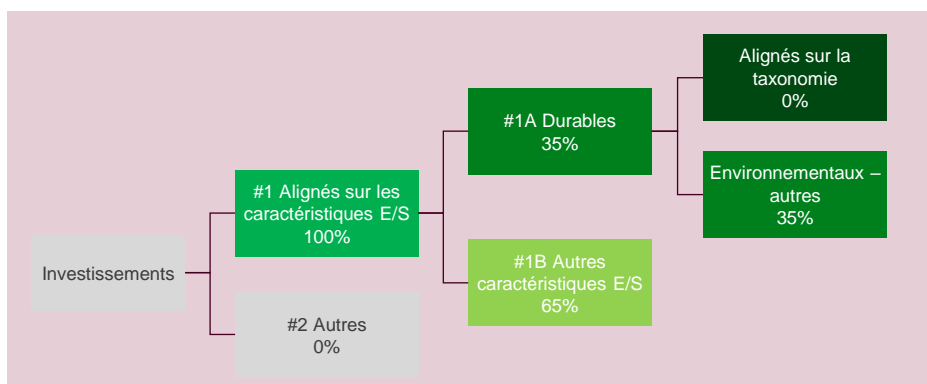 Investissements
#1 Alignés sur les
caractéristiques E/S
100%
#2 Autres
0%
#1A Durables
35%
#1B Autres
caractéristiques E/S
65%
Alignés sur la
taxonomie
0%
Environnementaux –
autres
35%